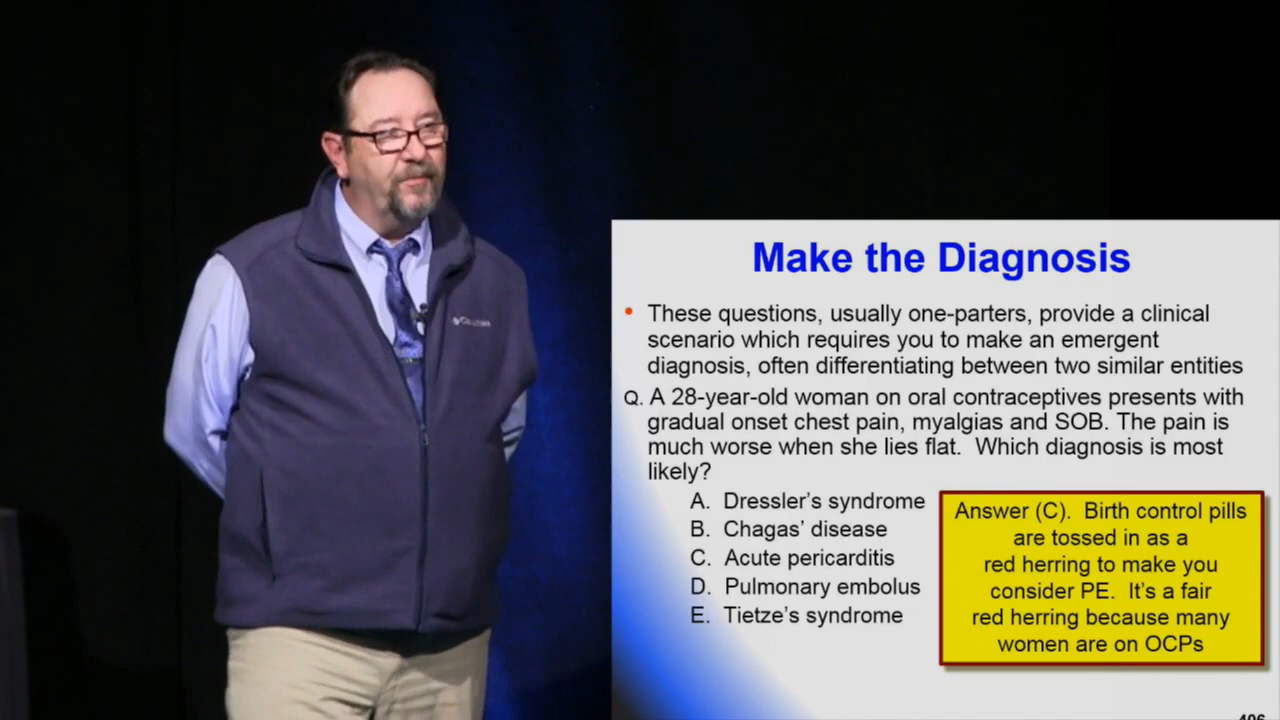 Columbia
Make the Diagnosis
• These questions, usually one-parters, provide a clinical
scenario which requires you to make an emergent
diagnosis, often differentiating between two similar entities
Q. A 28-year-old woman on oral contraceptives presents with
gradual onset chest pain, myalgias and SOB. The pain is
much worse when she lies flat. Which diagnosis is most
likely?
A. Dressler's syndrome
B. Chagas' disease
C. Acute pericarditis
D. Pulmonary embolus
E. Tietze's syndrome
Answer (C). Birth control pills
are tossed in as a
red herring to make you
consider PE. It's a fair
red herring because many
women are on OCPs